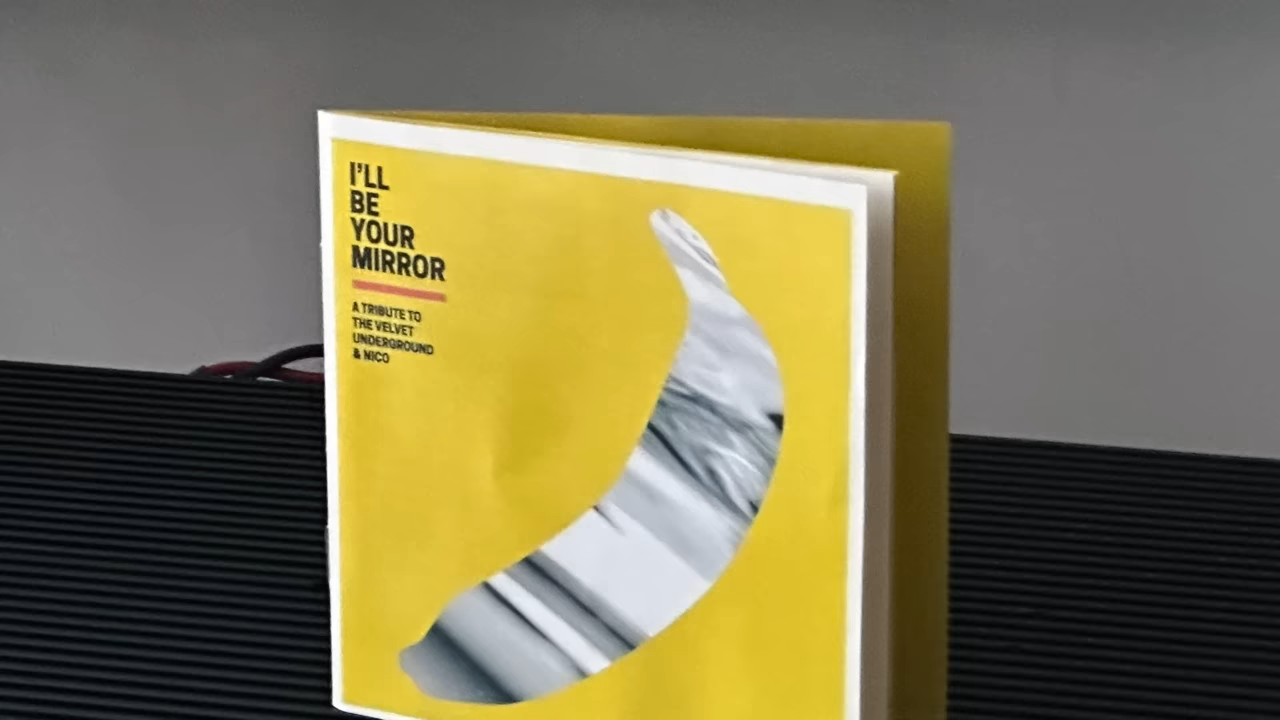 I'LL
BE
YOUR
MIRROR
A TRIBUTE TO
THE VELVET
UNDERGROUND
& NICO